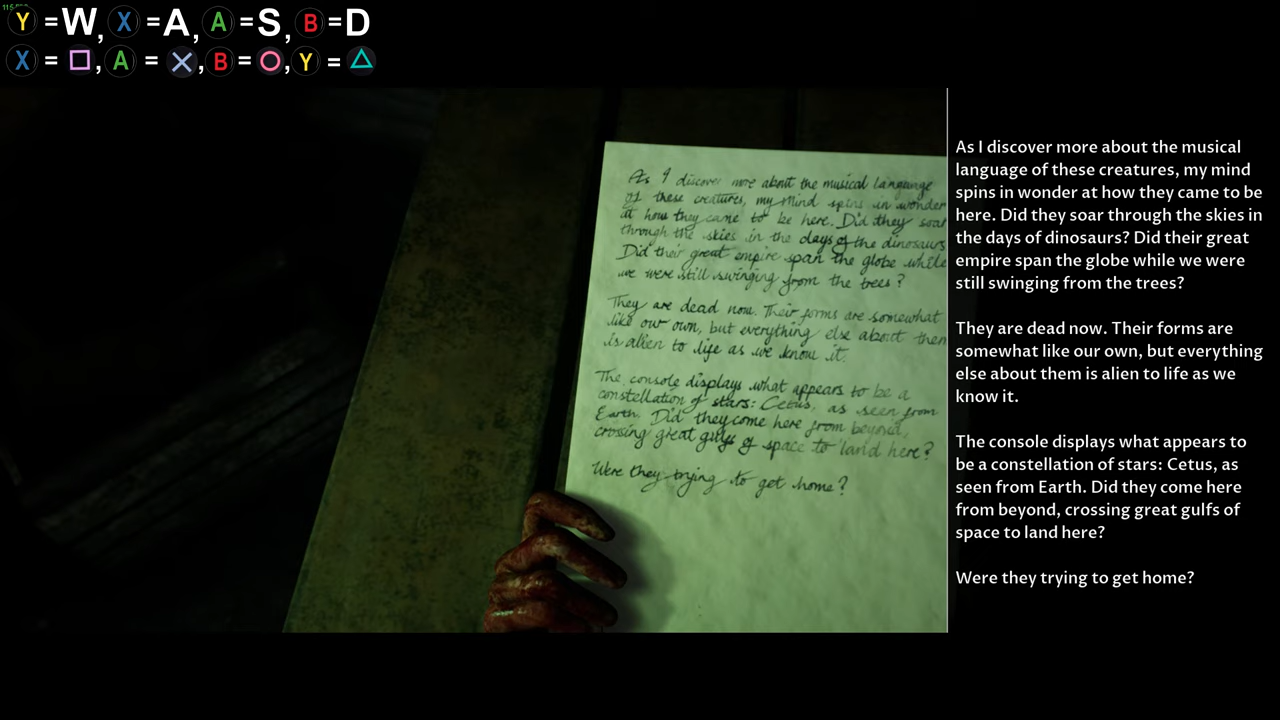 115 FPS
Y = W, X = A, A = S, B = D
X = □, A = ✕, B = ○, Y = △
As I discover more about the musical language
of these creatures, my mind spins in wonder
at how they came to be here. Did they soar
through the skies in the days of the dinosaurs
Did their great empire span the globe while
we were still swinging from the trees?
They are dead now. Their forms are somewhat
like our own, but everything else about them
is alien to life as we know it.
The console displays what appears to be a
constellation of stars: Cetus, as seen from
Earth. Did they come here from beyond,
crossing great gulfs of space to land here?
Were they trying to get home?
As I discover more about the musical
language of these creatures, my mind
spins in wonder at how they came to be
here. Did they soar through the skies in
the days of dinosaurs? Did their great
empire span the globe while we were
still swinging from the trees?
They are dead now. Their forms are
somewhat like our own, but everything
else about them is alien to life as we
know it.
The console displays what appears to
be a constellation of stars: Cetus, as
seen from Earth. Did they come here
from beyond, crossing great gulfs of
space to land here?
Were they trying to get home?